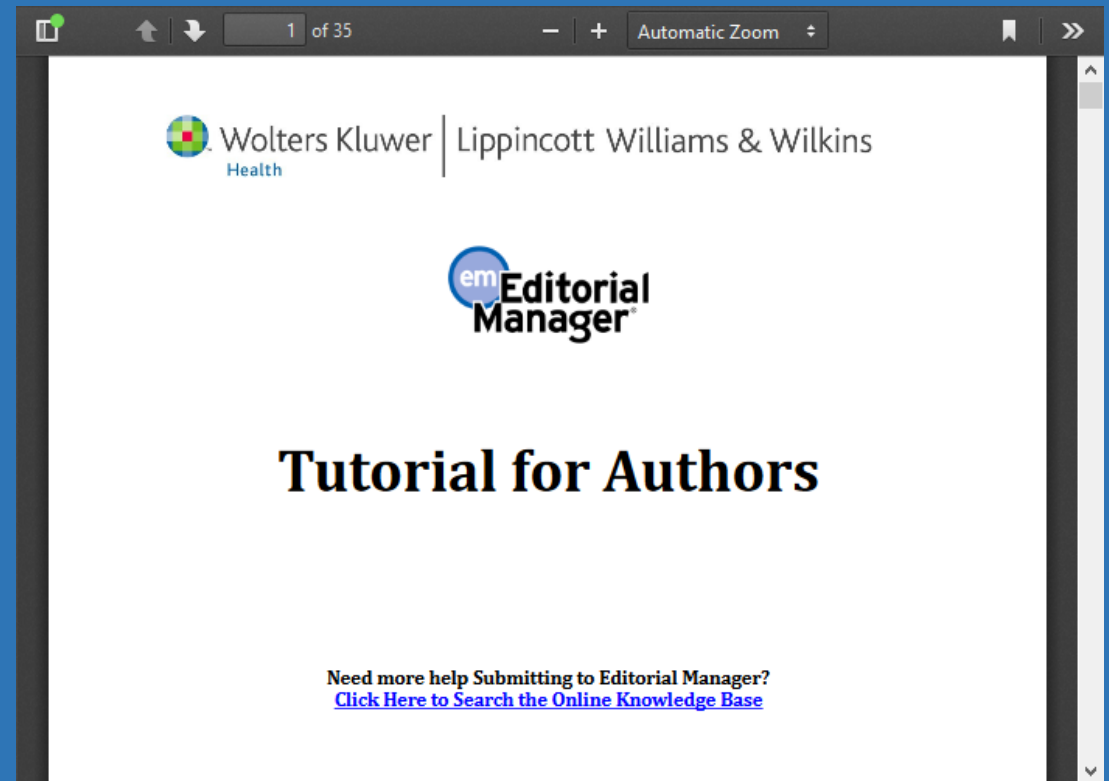 1 of 35
Automatic Zoom
Wolters Kluwer Lippincott Williams & Wilkins
Health
em Editorial
Manager®
Tutorial for Authors
Need more help Submitting to Editorial Manager?
Click Here to Search the Online Knowledge Base